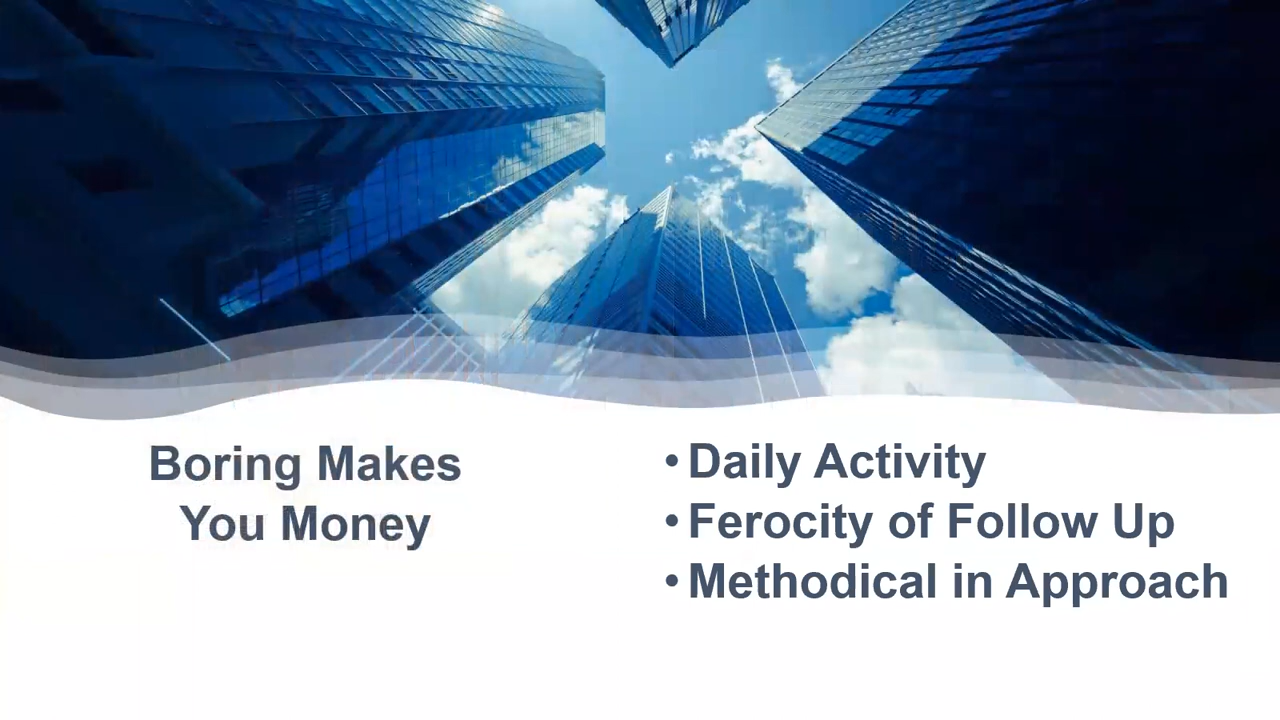 Boring Makes
You Money
• Daily Activity
• Ferocity of Follow Up
• Methodical in Approach